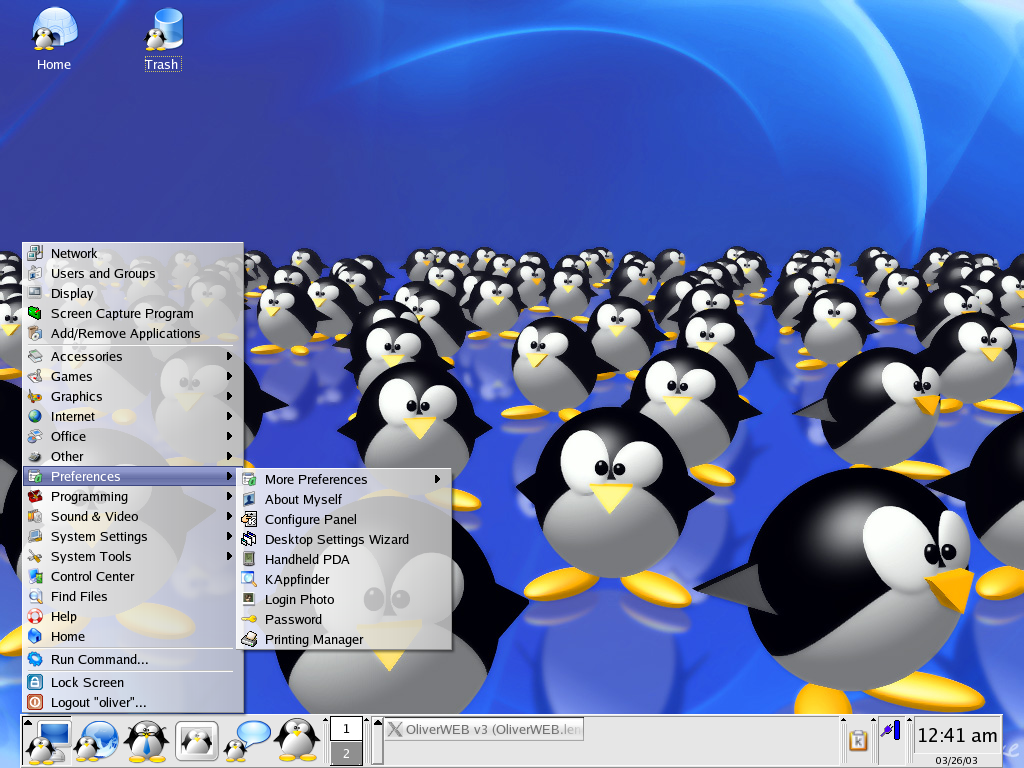 Home
Trash
Network
Users and Groups
Display
Screen Capture Program
Add/Remove Applications
Accessories
Games
Graphics
Internet
Office
Other
Preferences
Programming
Sound & Video
System Settings
System Tools
Control Center
Find Files
Help
Home
Run Command...
Lock Screen
Logout "oliver"...
More Preferences
About Myself
Configure Panel
Desktop Settings Wizard
Handheld PDA
KAppfinder
Login Photo
Password
Printing Manager
1
2
OliverWEB v3 (OliverWEB.len
12:41 am
03/26/03